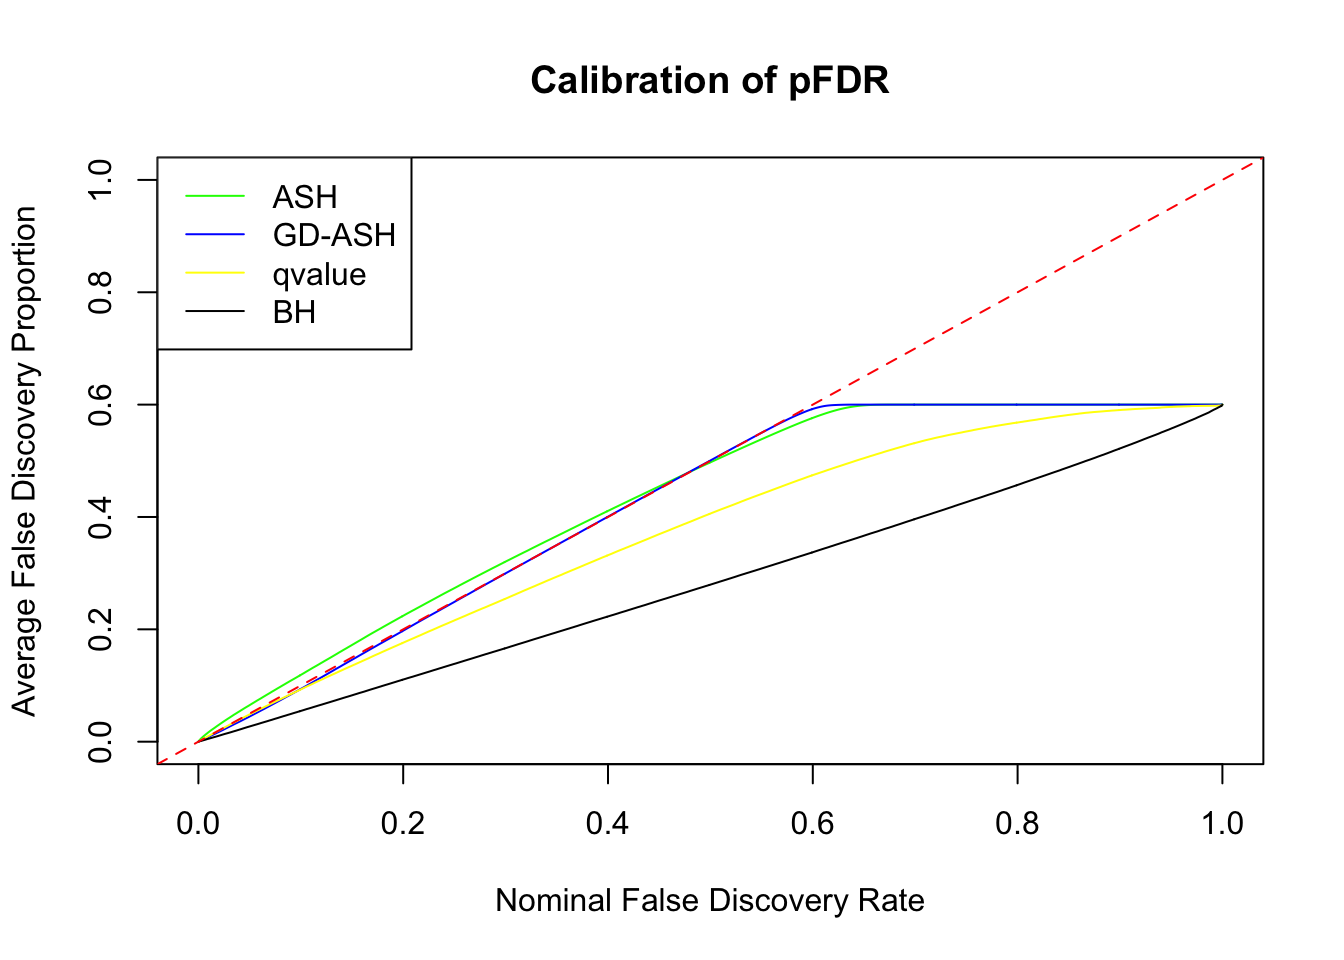 Calibration of pFDR
ASH
GD-ASH
qvalue
BH
Average False Discovery Proportion
1.0
0.8
0.6
0.4
0.2
0.0
0.0 0.2 0.4 0.6 0.8 1.0
Nominal False Discovery Rate